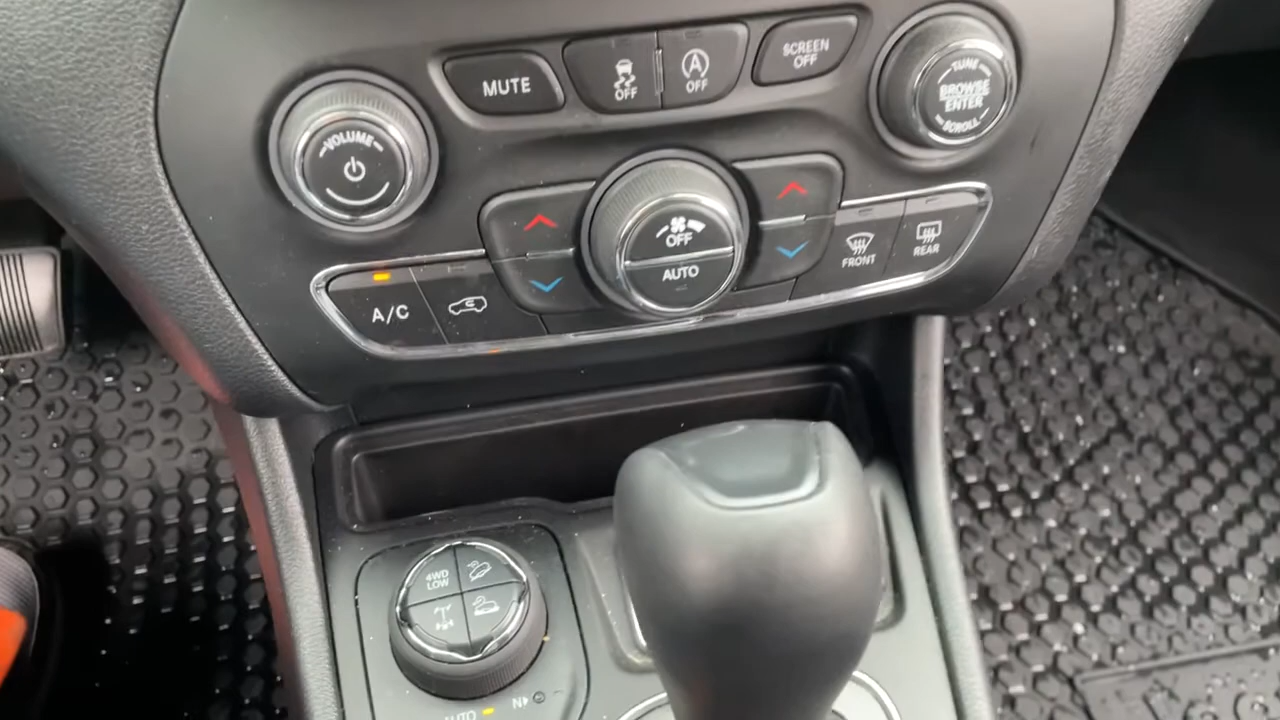 MUTE
OFF
A
OFF
SCREEN
OFF
TUNE
BROWSE
ENTER
SCROLL
VOLUME
OFF
AUTO
FRONT
REAR
A/C
4WD
LOW
N
AUTO